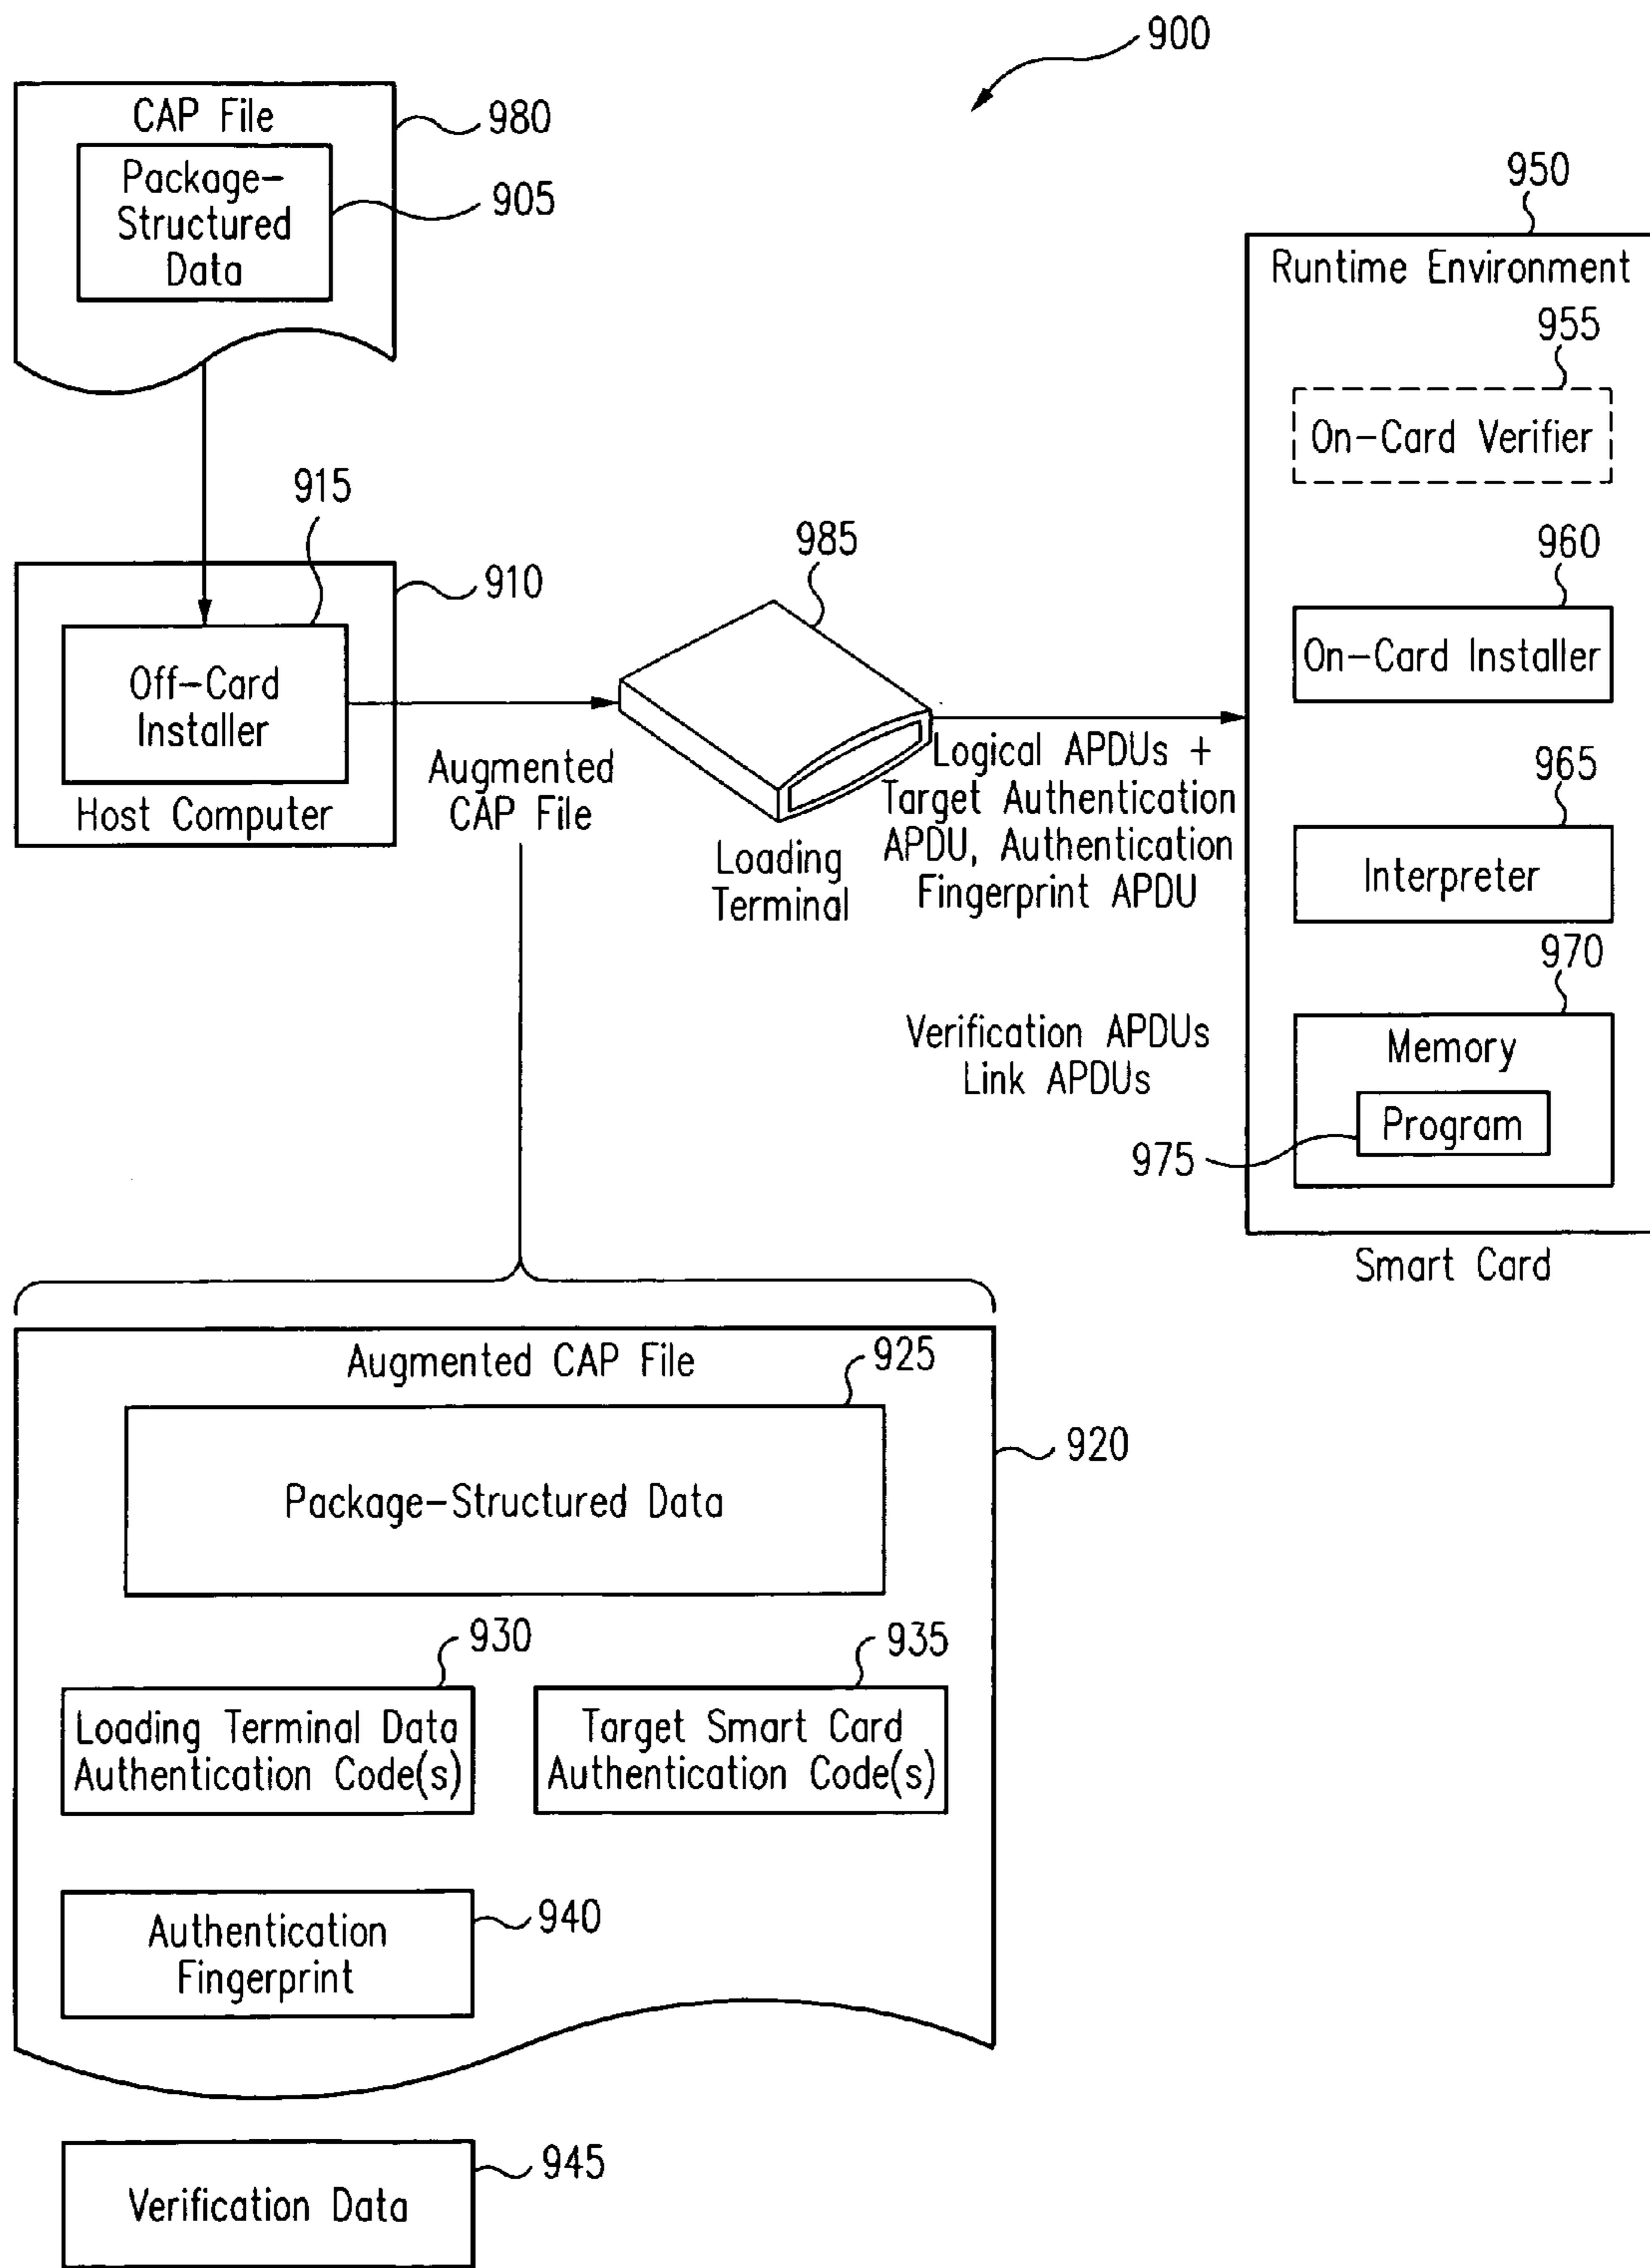 900
CAP File
980
Package-
Structured
Data
905
950
Runtime Environment
955
On-Card Verifier
915
985
960
910
Off-Card
Installer
Host Computer
On-Card Installer
Augmented
CAP File
Loading
Terminal
Logical APDUs +
Target Authentication
APDU, Authentication
Fingerprint APDU
965
Interpreter
970
Verification APDUs
Link APDUs
Memory
Program
975
Smart Card
Augmented CAP File
925
920
Package-Structured Data
930
935
Loading Terminal Data
Authentication Code(s)
Target Smart Card
Authentication Code(s)
Authentication
Fingerprint
940
945
Verification Data